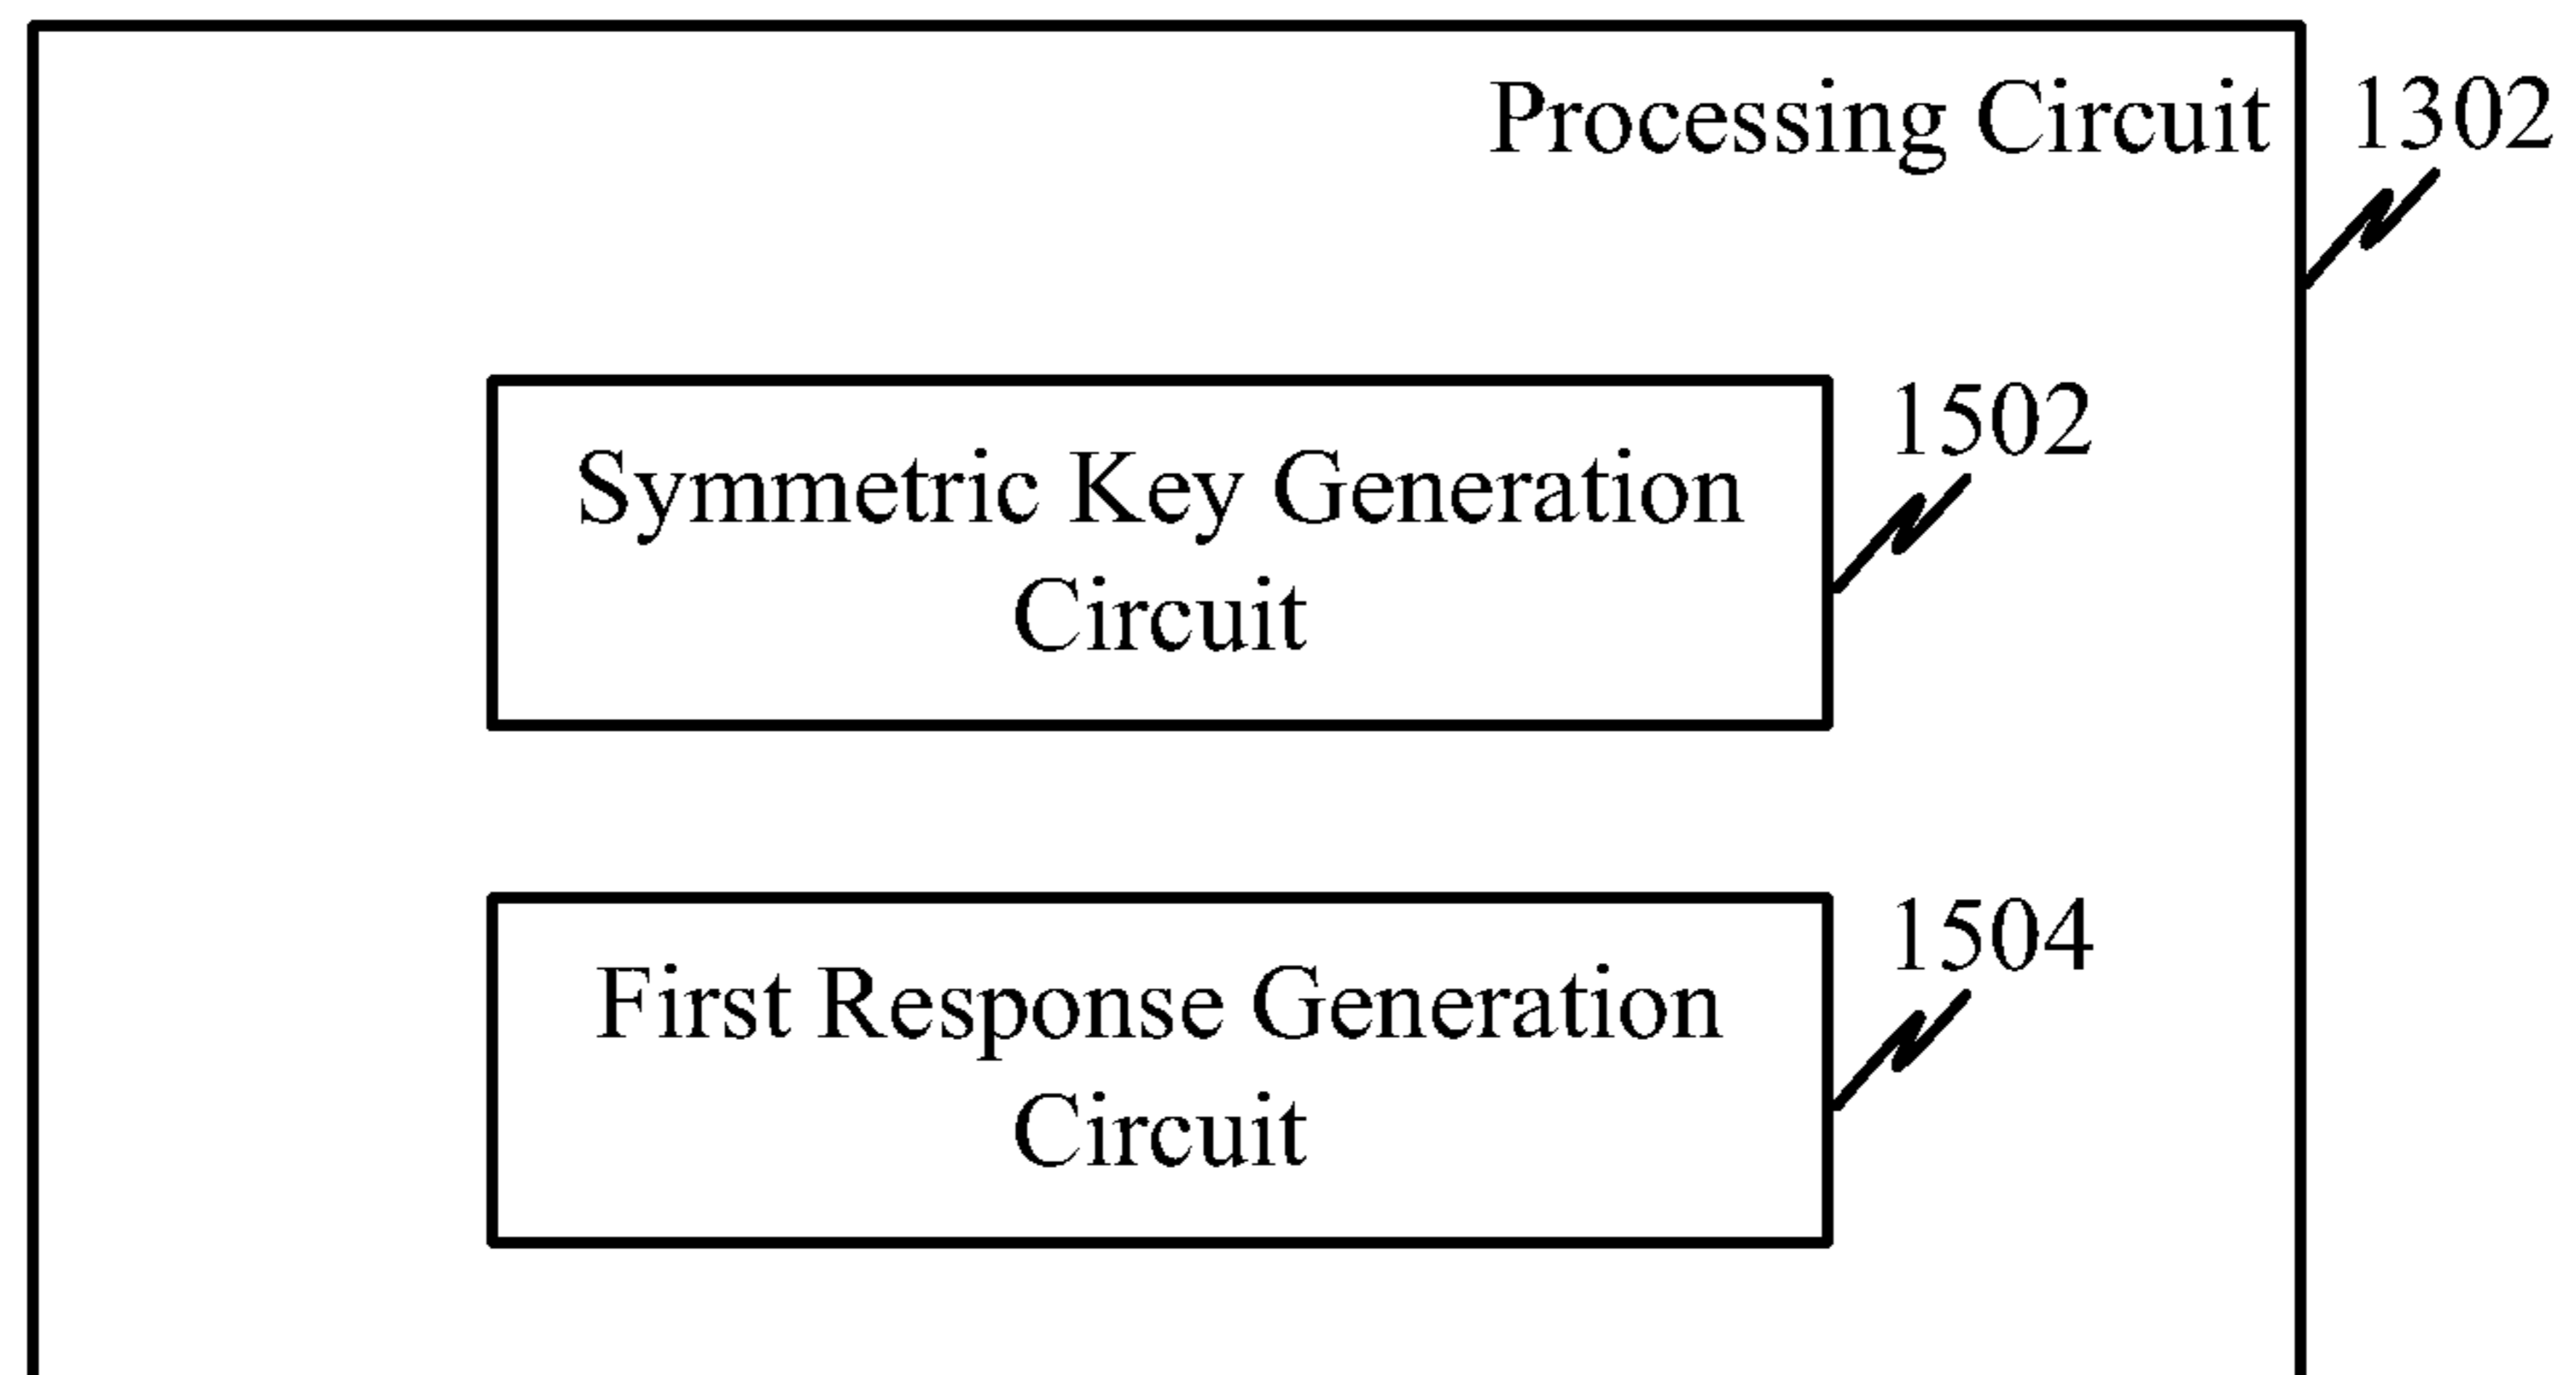 Processing Circuit 1302
1502
Symmetric Key Generation
Circuit
1504
First Response Generation
Circuit